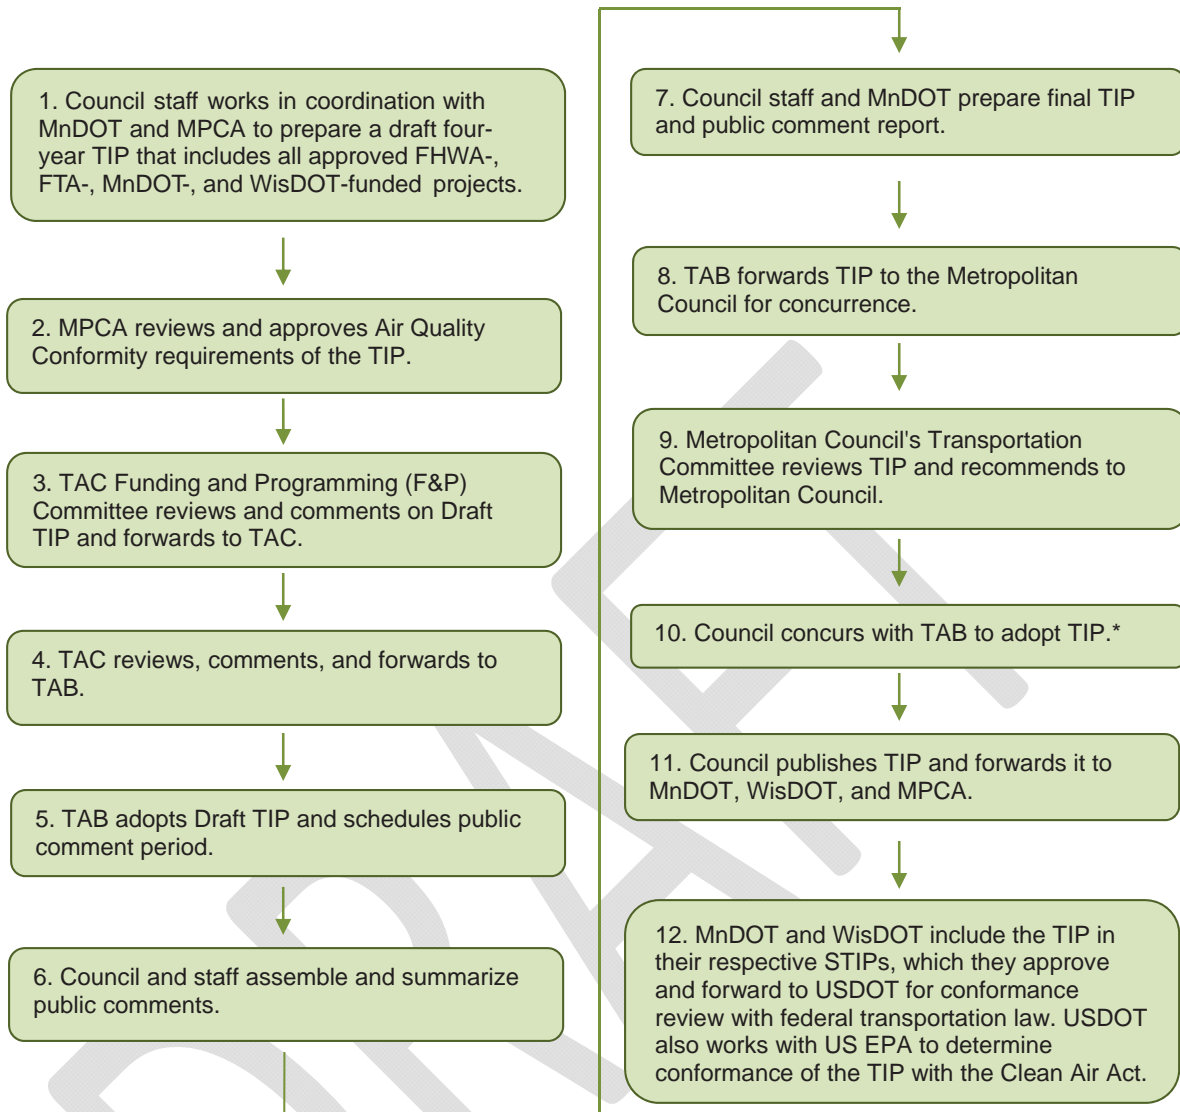 1. Council staff works in coordination with
MnDOT and MPCA to prepare a draft four-
year TIP that includes all approved FHWA-,
FTA-, MnDOT-, and WisDOT-funded projects.
2. MPCA reviews and approves Air Quality
Conformity requirements of the TIP.
3. TAC Funding and Programming (F&P)
Committee reviews and comments on Draft
TIP and forwards to TAC.
4. TAC reviews, comments, and forwards to
TAB.
5. TAB adopts Draft TIP and schedules public
comment period.
6. Council and staff assemble and summarize
public comments.
7. Council staff and MnDOT prepare final TIP
and public comment report.
8. TAB forwards TIP to the Metropolitan
Council for concurrence.
9. Metropolitan Council's Transportation
Committee reviews TIP and recommends to
Metropolitan Council.
10. Council concurs with TAB to adopt TIP.*
11. Council publishes TIP and forwards it to
MnDOT, WisDOT, and MPCA.
12. MnDOT and WisDOT include the TIP in
their respective STIPs, which they approve
and forward to USDOT for conformance
review with federal transportation law. USDOT
also works with US EPA to determine
conformance of the TIP with the Clean Air Act.
DRAFT